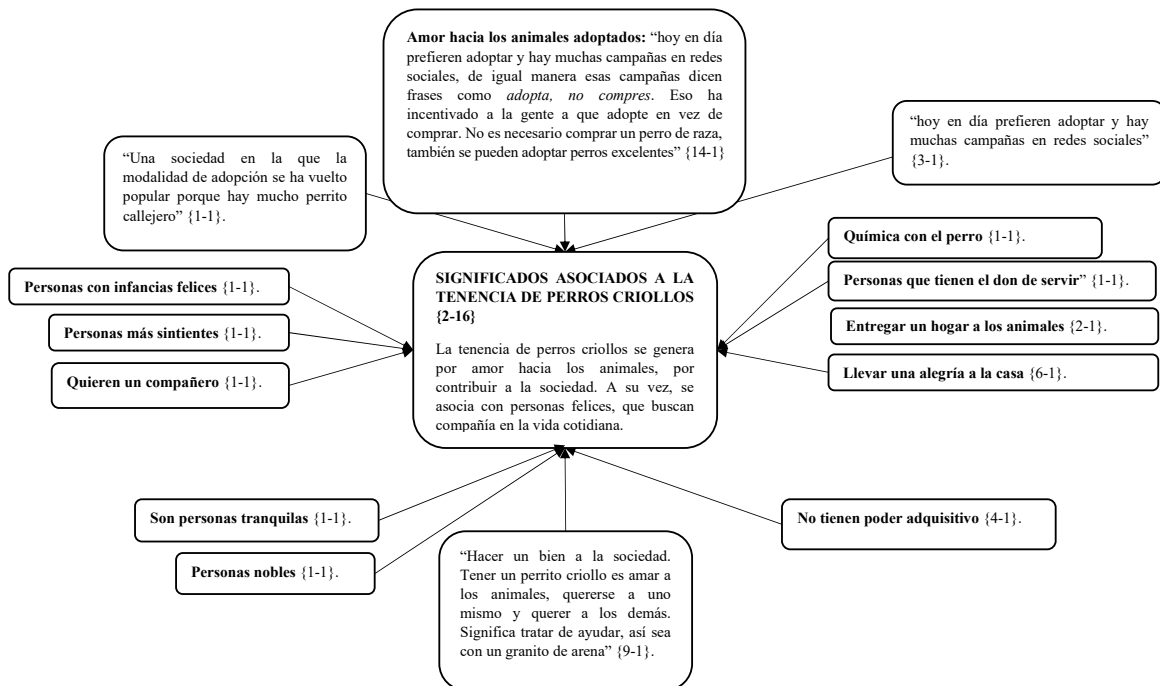 Amor hacia los animales adoptados: “hoy en día
prefieren adoptar y hay muchas campañas en redes
sociales, de igual manera esas campañas dicen
frases como adopta, no compres. Eso ha
incentivado a la gente a que adopte en vez de
comprar. No es necesario comprar un perro de raza,
también se pueden adoptar perros excelentes” {14-1}
“hoy en día prefieren adoptar y hay
muchas campañas en redes sociales”
{3-1}.
“Una sociedad en la que la
modalidad de adopción se ha vuelto
popular porque hay mucho perrito
callejero” {1-1}.
Química con el perro {1-1}.
Personas que tienen el don de servir” {1-1}.
Entregar un hogar a los animales {2-1}.
Llevar una alegría a la casa {6-1}.
Personas con infancias felices {1-1}.
Personas más sintientes {1-1}.
Quieren un compañero {1-1}.
SIGNIFICADOS ASOCIADOS A LA
TENENCIA DE PERROS CRIOLLOS
{2-16}
La tenencia de perros criollos se genera
por amor hacia los animales, por
contribuir a la sociedad. A su vez, se
asocia con personas felices, que buscan
compañía en la vida cotidiana.
Son personas tranquilas {1-1}.
Personas nobles {1-1}.
“Hacer un bien a la sociedad.
Tener un perrito criollo es amar a
los animales, quererse a uno
mismo y querer a los demás.
Significa tratar de ayudar, así sea
con un granito de arena” {9-1}.
No tienen poder adquisitivo {4-1}.